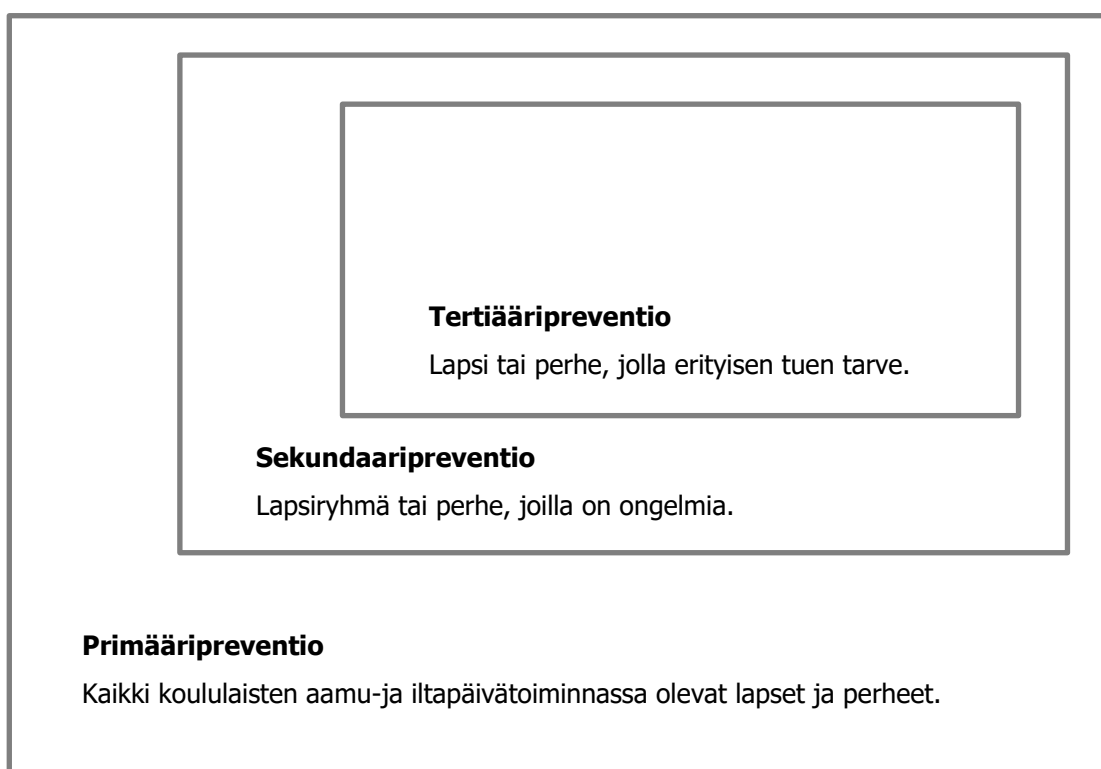 Tertiääripreventio
Lapsi tai perhe, jolla erityisen tuen tarve.
Sekundaaripreventio
Lapsiryhmä tai perhe, joilla on ongelmia.
Primääripreventio
Kaikki koululaisten aamu-ja iltapäivätoiminnassa olevat lapset ja perheet.